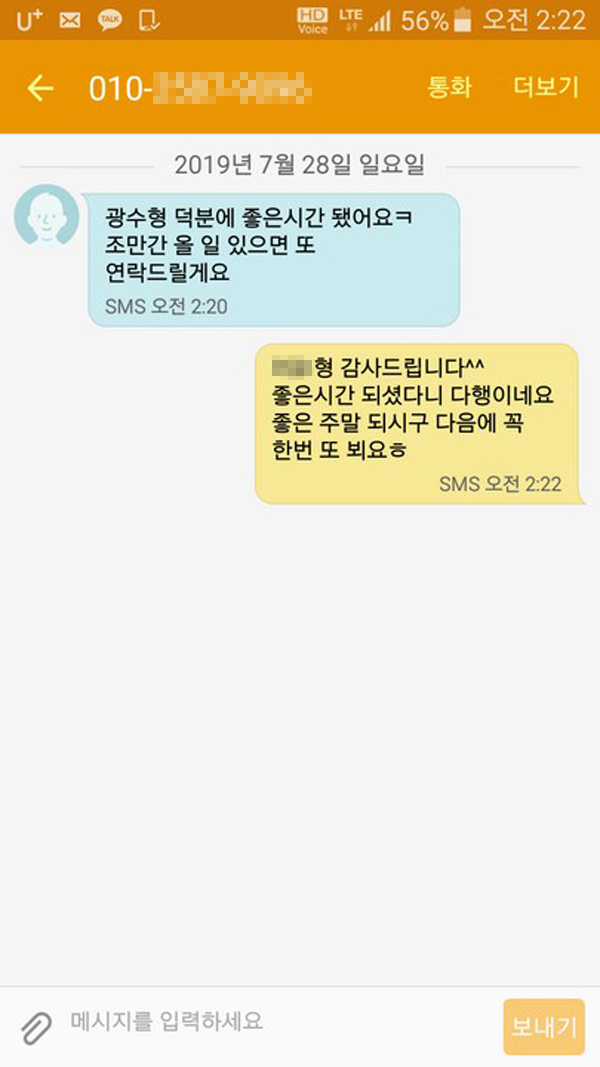 U+ TALK HD Voice LTE 56% 오전 2:22
010-
통화 더보기
2019년 7월 28일 일요일
광수형 덕분에 좋은시간 됐어요ㅋ
조만간 올 일 있으면 또
연락드릴게요
SMS 오전 2:20
형 감사드립니다^^
좋은시간 되셨다니 다행이네요
좋은 주말 되시구 다음에 꼭
한번 또 뵈요ㅎ
SMS 오전 2:22
메시지를 입력하세요
보내기